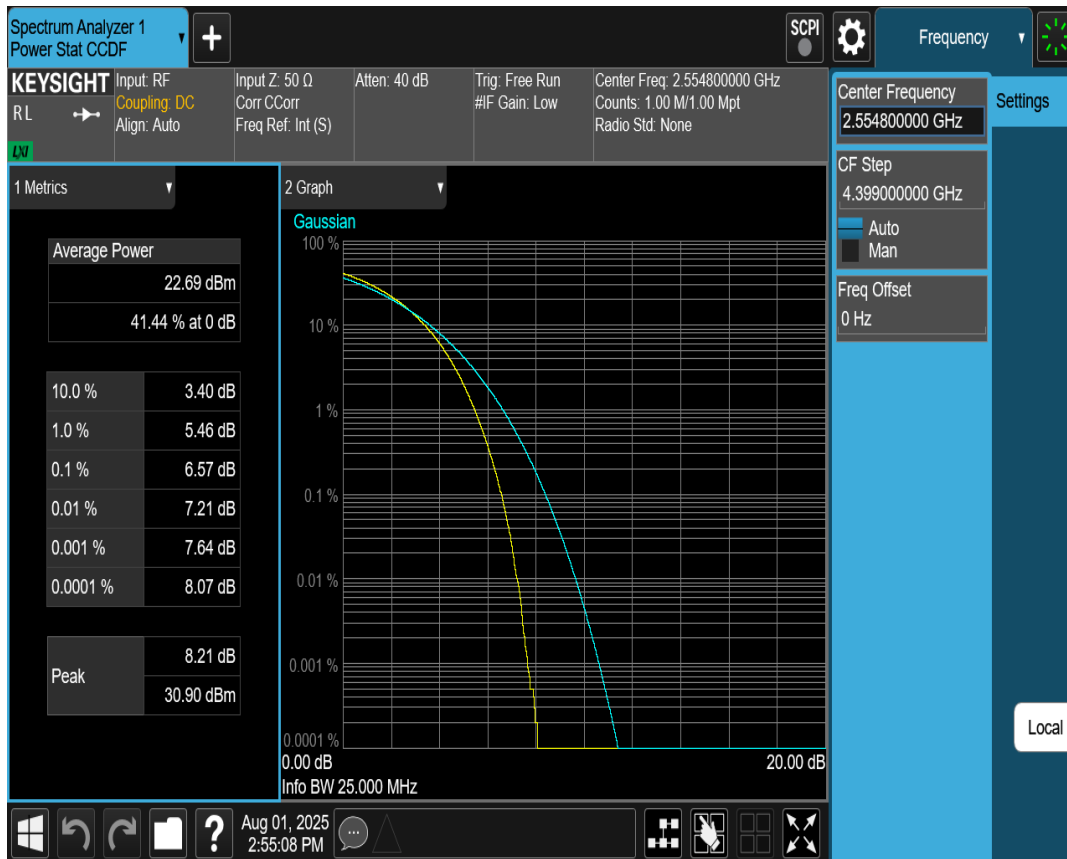 Spectrum Analyzer 1
Power Stat CCDF
+
SCPI
Frequency
KEYSIGHT
RL
LXI
Input: RF
Coupling: DC
Align: Auto
Input Z: 50 Ω
Corr CCorr
Freq Ref: Int (S)
Atten: 40 dB
Trig: Free Run
#IF Gain: Low
Center Freq: 2.554800000 GHz
Counts: 1.00 M/1.00 Mpt
Radio Std: None
Center Frequency
2.554800000 GHz
Settings
CF Step
4.399000000 GHz
Auto
Man
Freq Offset
0 Hz
Local
1 Metrics
Average Power
22.69 dBm
41.44 % at 0 dB
10.0 % 3.40 dB
1.0 % 5.46 dB
0.1 % 6.57 dB
0.01 % 7.21 dB
0.001 % 7.64 dB
0.0001 % 8.07 dB
Peak
8.21 dB
30.90 dBm
2 Graph
Gaussian
100 %
10 %
1 %
0.1 %
0.01 %
0.001 %
0.0001 %
0.00 dB 20.00 dB
Info BW 25.000 MHz
?
Aug 01, 2025
2:55:08 PM